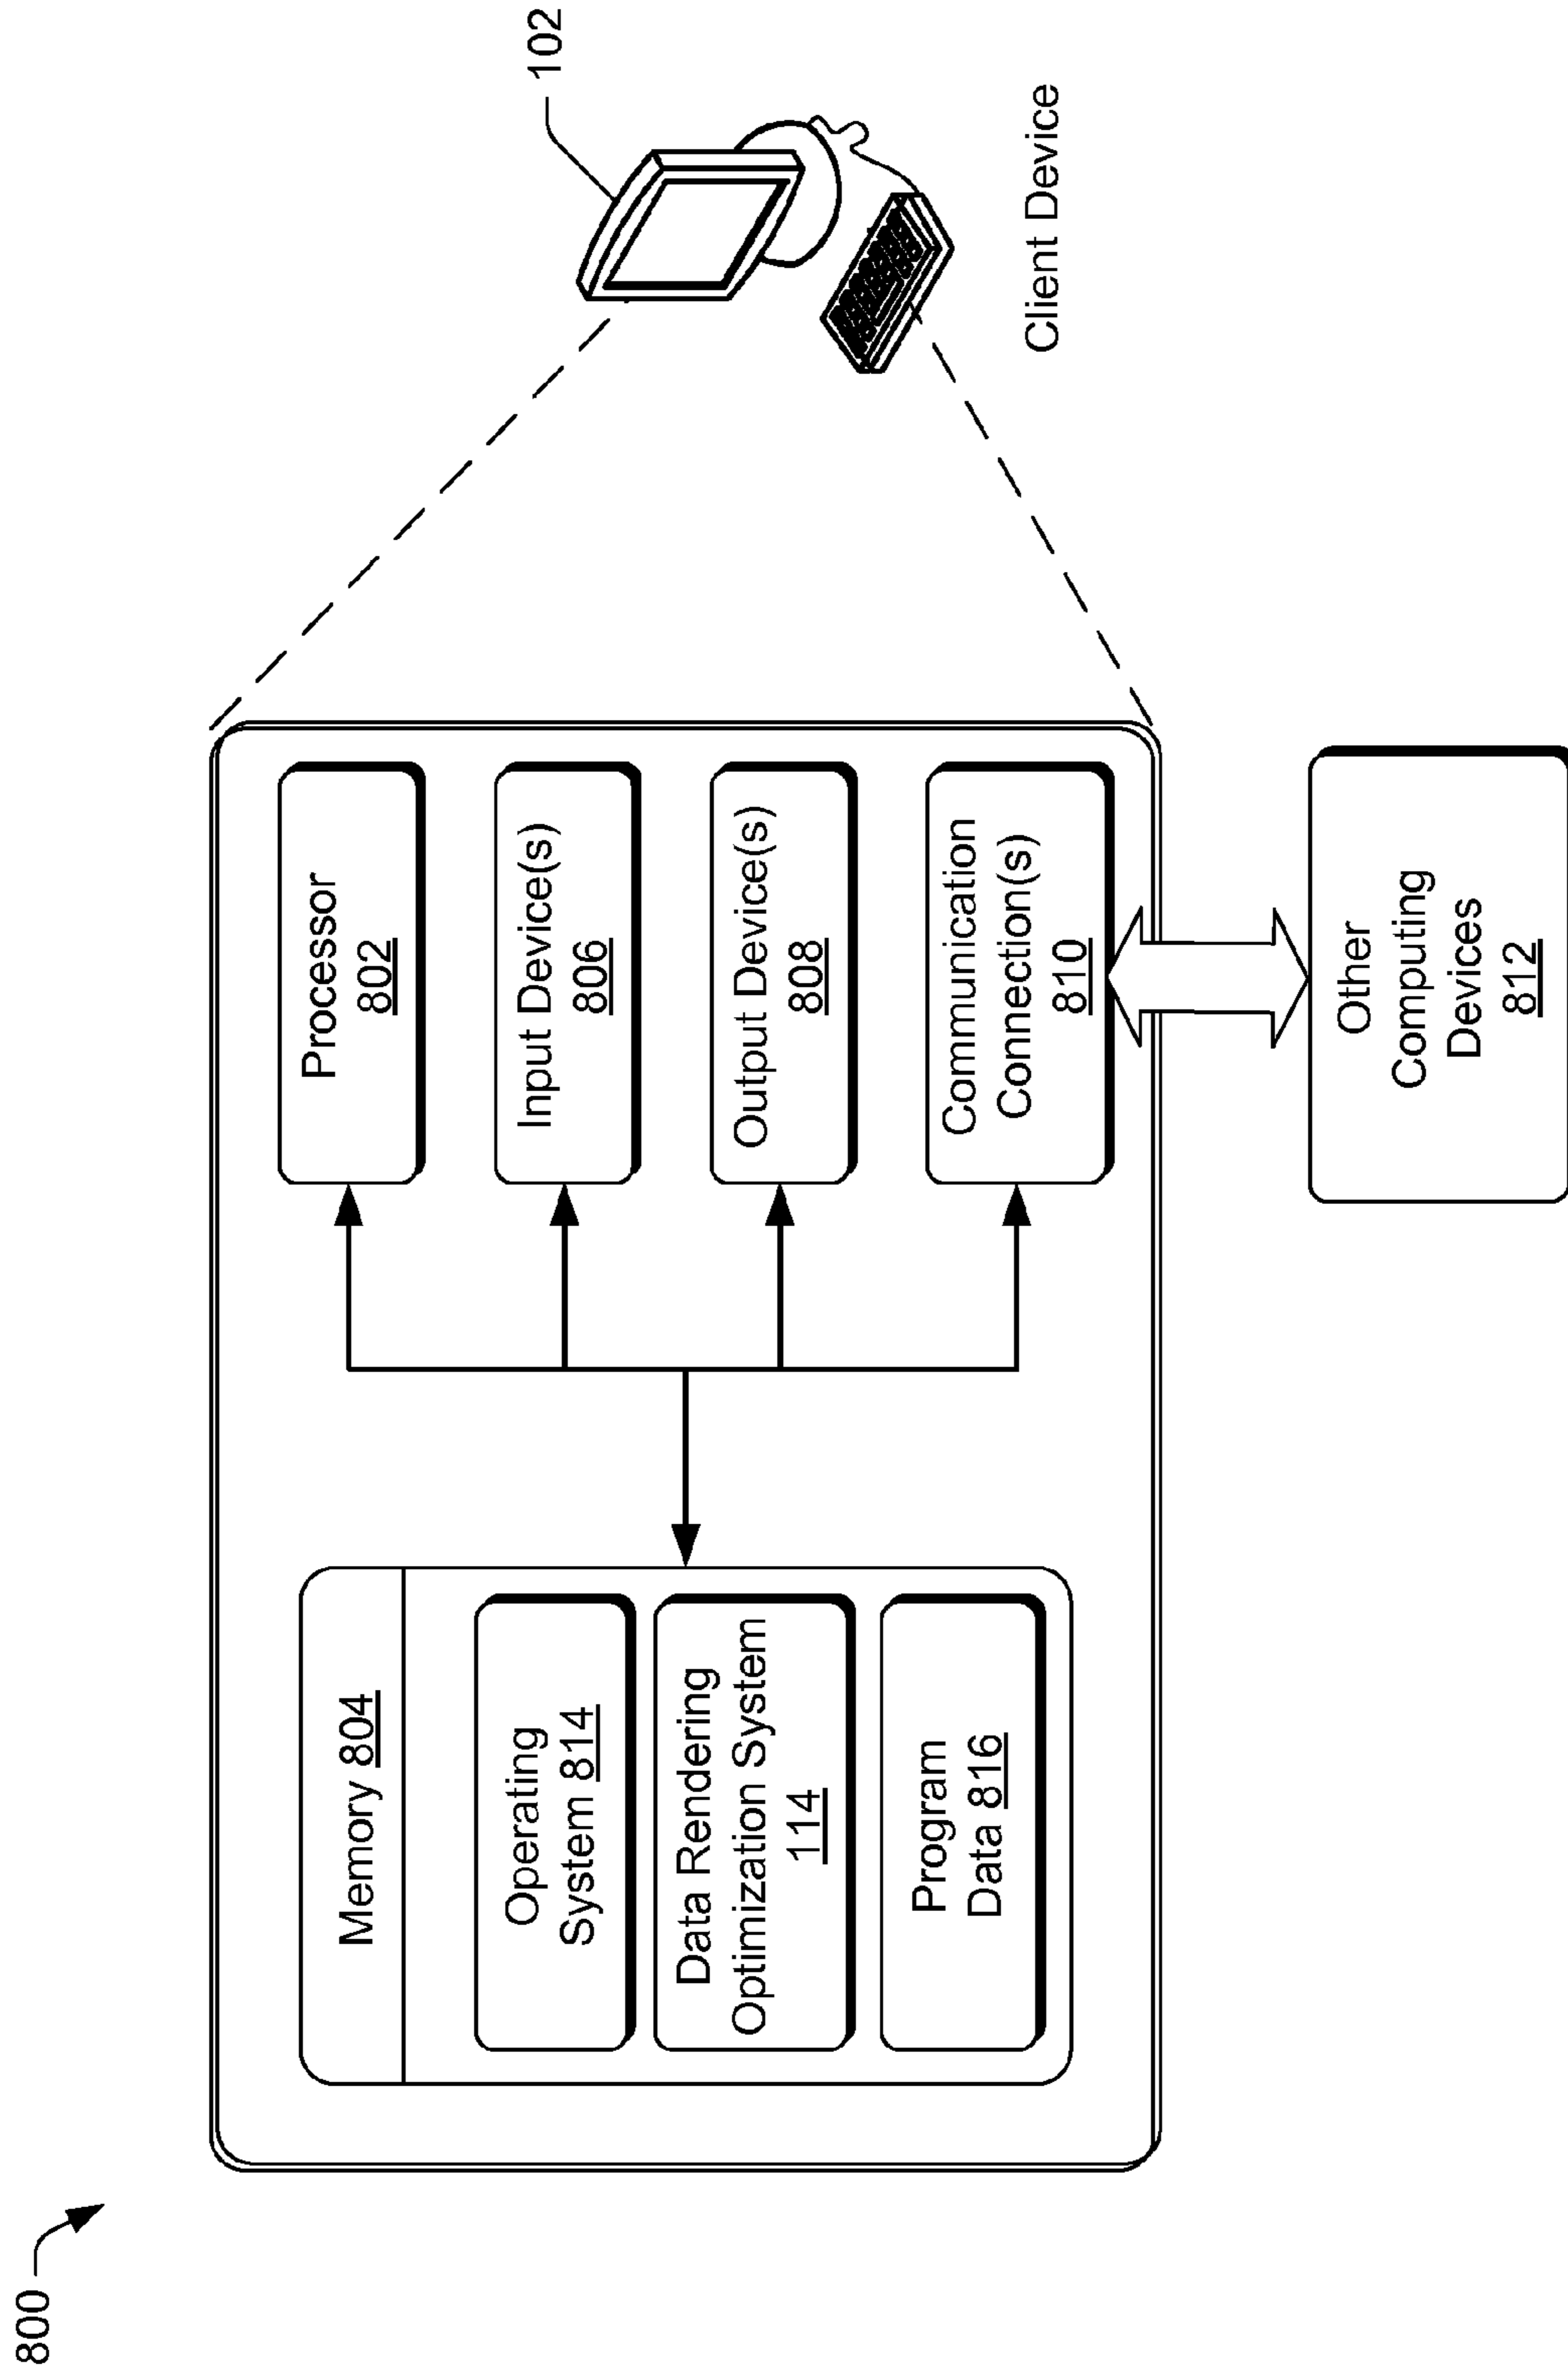 800
102
Client Device
Memory 804
Operating
System 814
Data Rendering
Optimization System
114
Program
Data 816
Processor
802
Input Device(s)
806
Output Device(s)
808
Communication
Connection(s)
810
Other
Computing
Devices
812